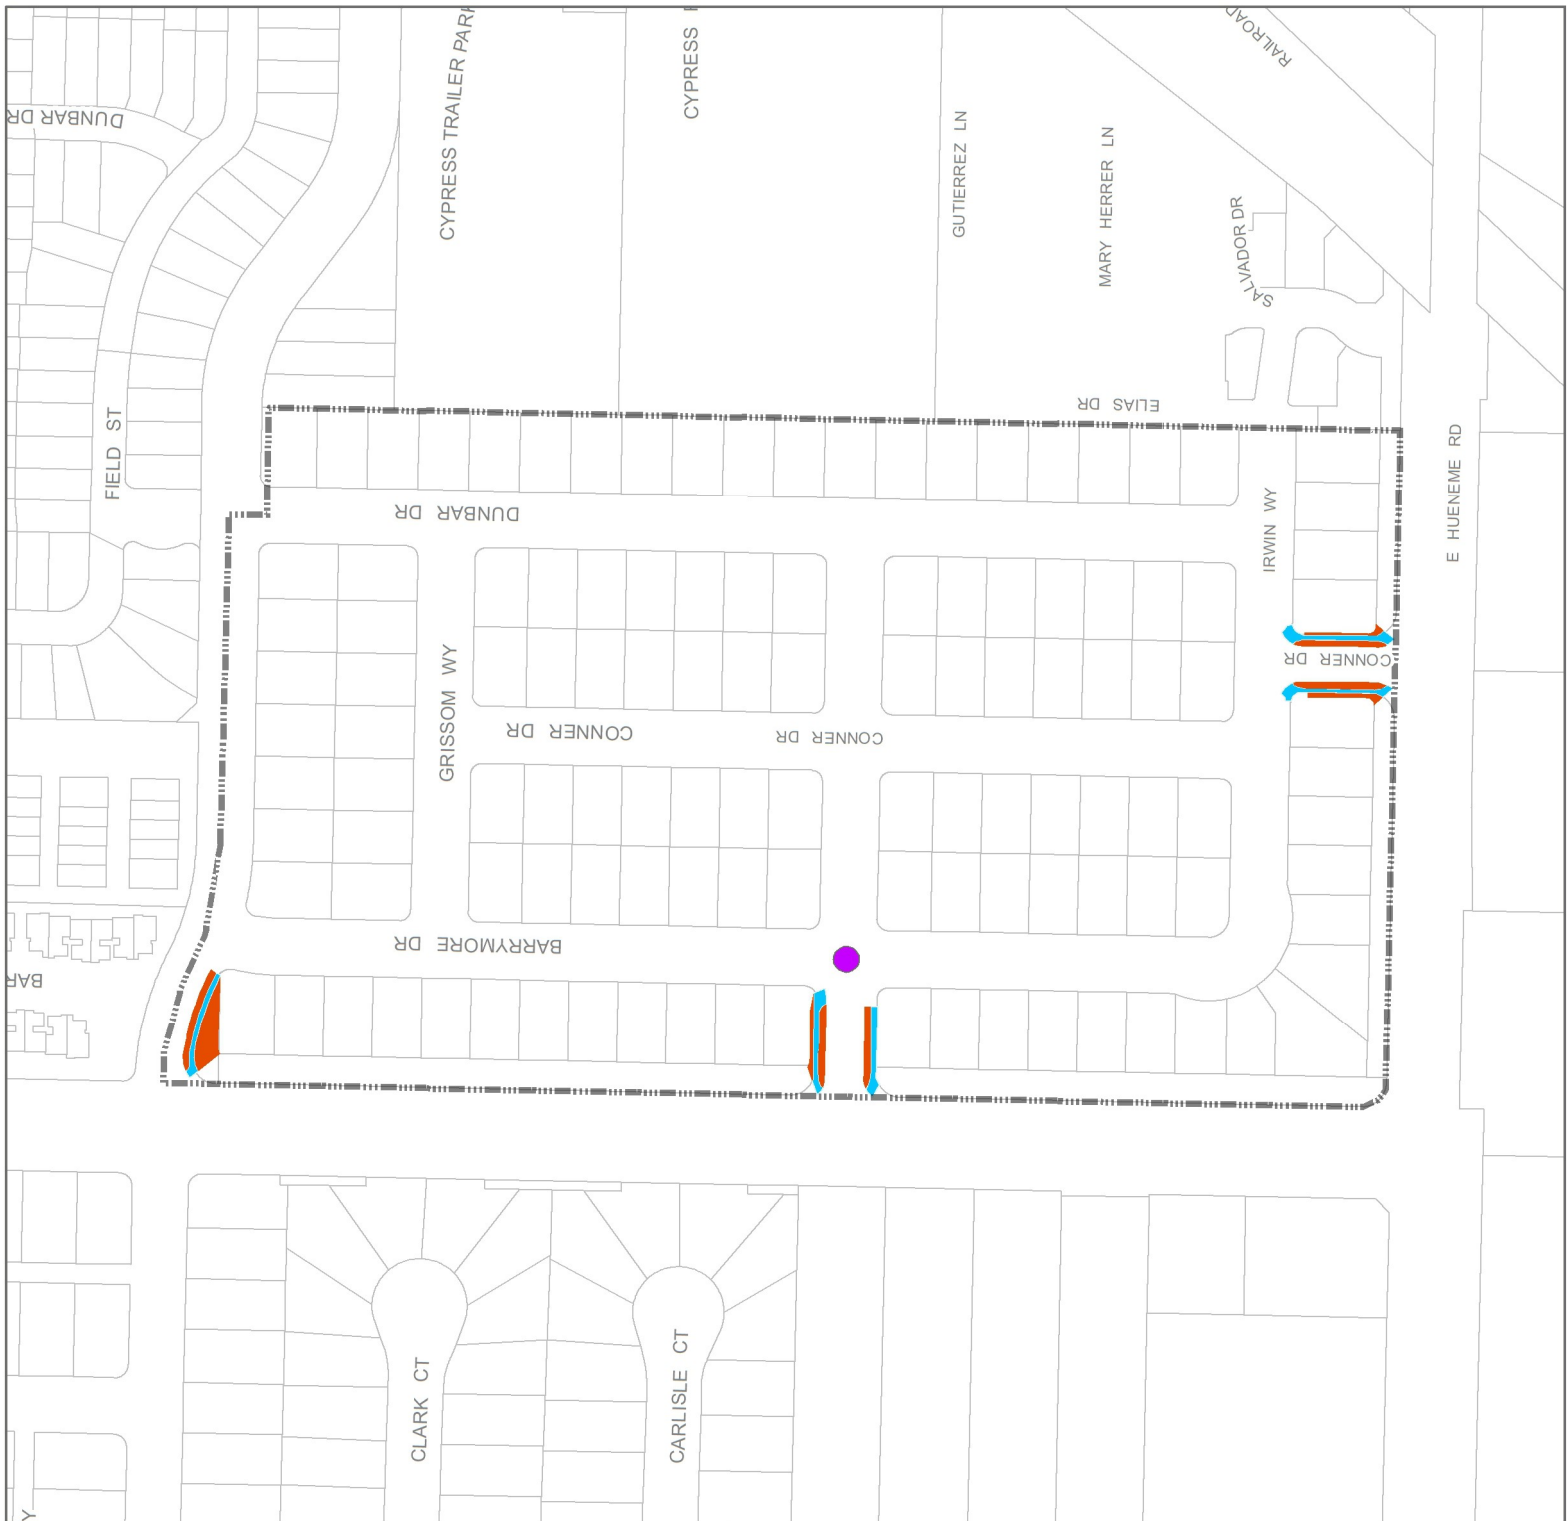 CYPRESS TRAILER PARK
CYPRESS
RAILROAD
DUNBAR DR
GUTIERREZ LN
MARY HERRER LN
SALVADOR DR
ELIAS DR
FIELD ST
E HUENEME RD
DUNBAR DR
IRWIN WY
CONNER DR
GRISSOM WY
CONNER DR
CONNER DR
BARRYMORE DR
BAR
CLARK CT
CARLISLE CT
Y